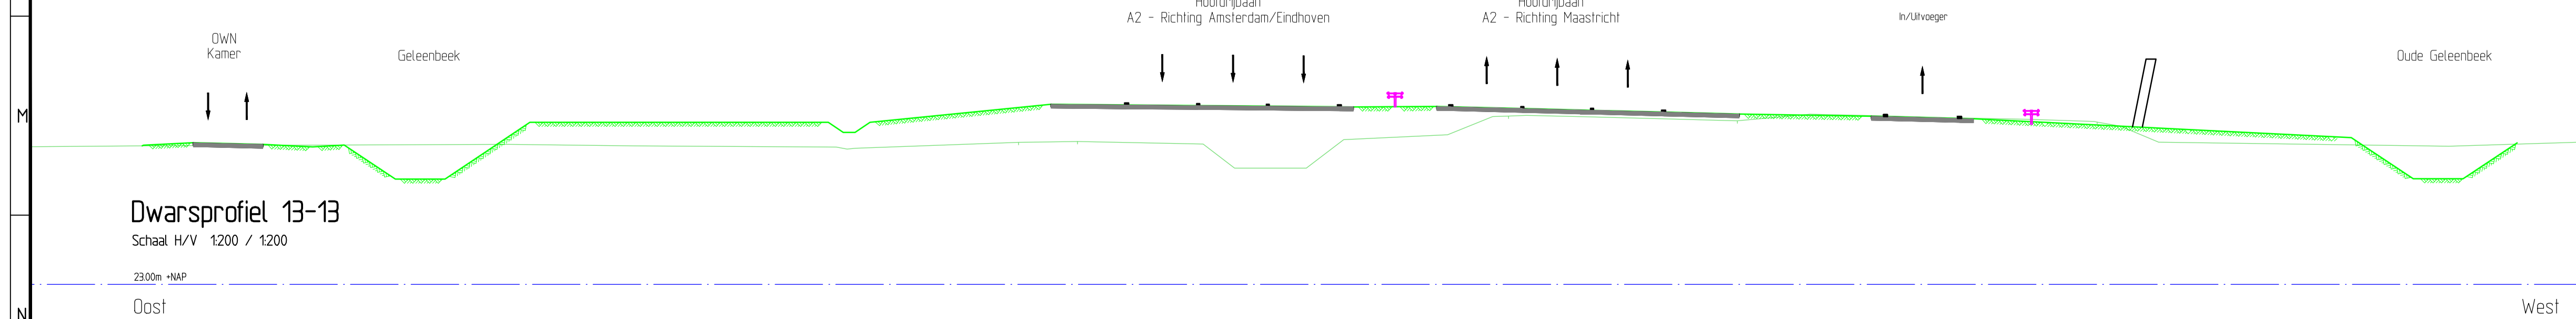 Hoofdrijbaan
A2 - Richting Amsterdam/Eindhoven
Hoofdrijbaan
A2 - Richting Maastricht
In/Uitvoeger
OWN
Kamer
Geleenbeek
Oude Geleenbeek
M
Dwarsprofiel 13-13
Schaal H/V 1:200 / 1:200
23.00m +NAP
Oost
West
N